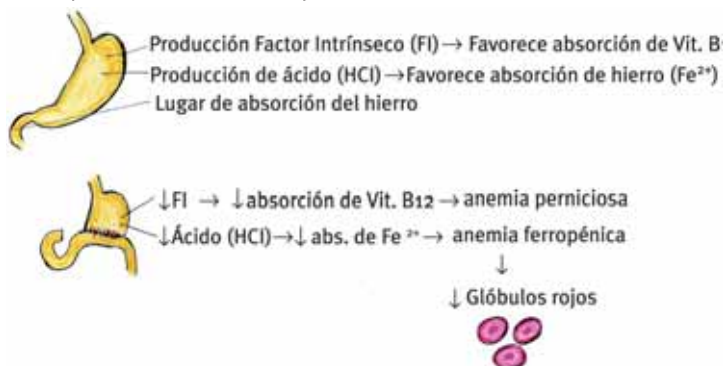 Producción Factor Intrínseco (FI) → Favorece absorción de Vit. B
Producción de ácido (HCl) → Favorece absorción de hierro (Fe²⁺)
Lugar de absorción del hierro
↓FI → ↓absorción de Vit. B12 → anemia perniciosa
↓Ácido (HCl) → ↓ abs. de Fe ²⁺ → anemia ferropénica
↓
↓ Glóbulos rojos